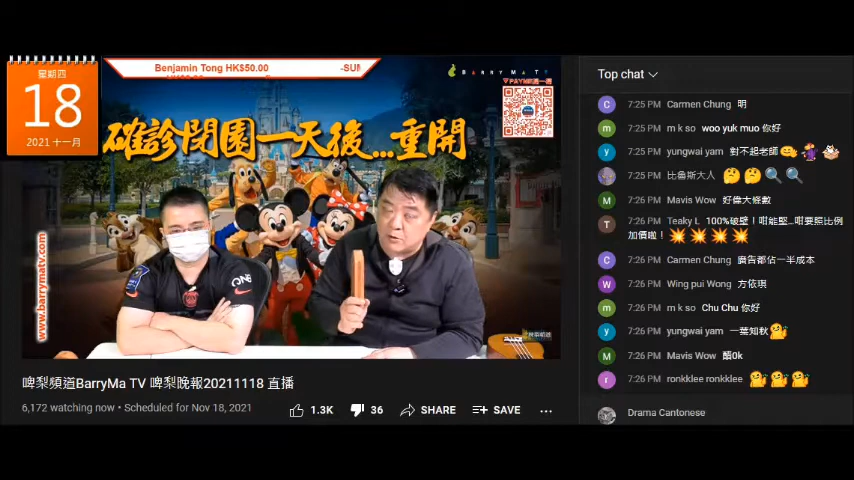 星期四
18
2021 十一月
Benjamin Tong HK$50.00
-SUM
BARRY MA TV
確診閉園一天後...重開
www.barrymatv.com
啤梨頻道BarryMa TV 啤梨晚報20211118 直播
6,172 watching now • Scheduled for Nov 18, 2021
1.3K
36
SHARE
SAVE
Top chat
C 7:25 PM Carmen Chung 明
m 7:25 PM m k so woo yuk muo 你好
y 7:25 PM yungwai yam 對不起老師
7:25 PM 比魯斯大人
M 7:26 PM Mavis Wow 好偉大條數
T 7:26 PM Teaky L 100%破壁！咁能堅...咁要照比例
加價啦！
C 7:26 PM Carmen Chung 廣告都佔一半成本
W 7:26 PM Wing pui Wong 方依琪
m 7:26 PM m k so Chu Chu 你好
y 7:26 PM yungwai yam 一葉知秋
M 7:26 PM Mavis Wow 醋0k
r 7:26 PM ronkklee ronkklee
Drama Cantonese